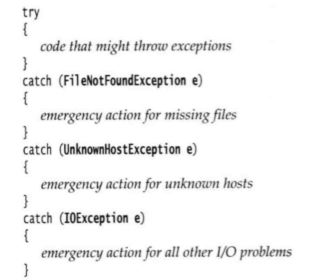 try
{
code that might throw exceptions
}
catch (FileNotFoundException e)
{
emergency action for missing files
}
catch (UnknownHostException e)
{
emergency action for unknown hosts
}
catch (IOException e)
{
emergency action for all other I/O problems
}